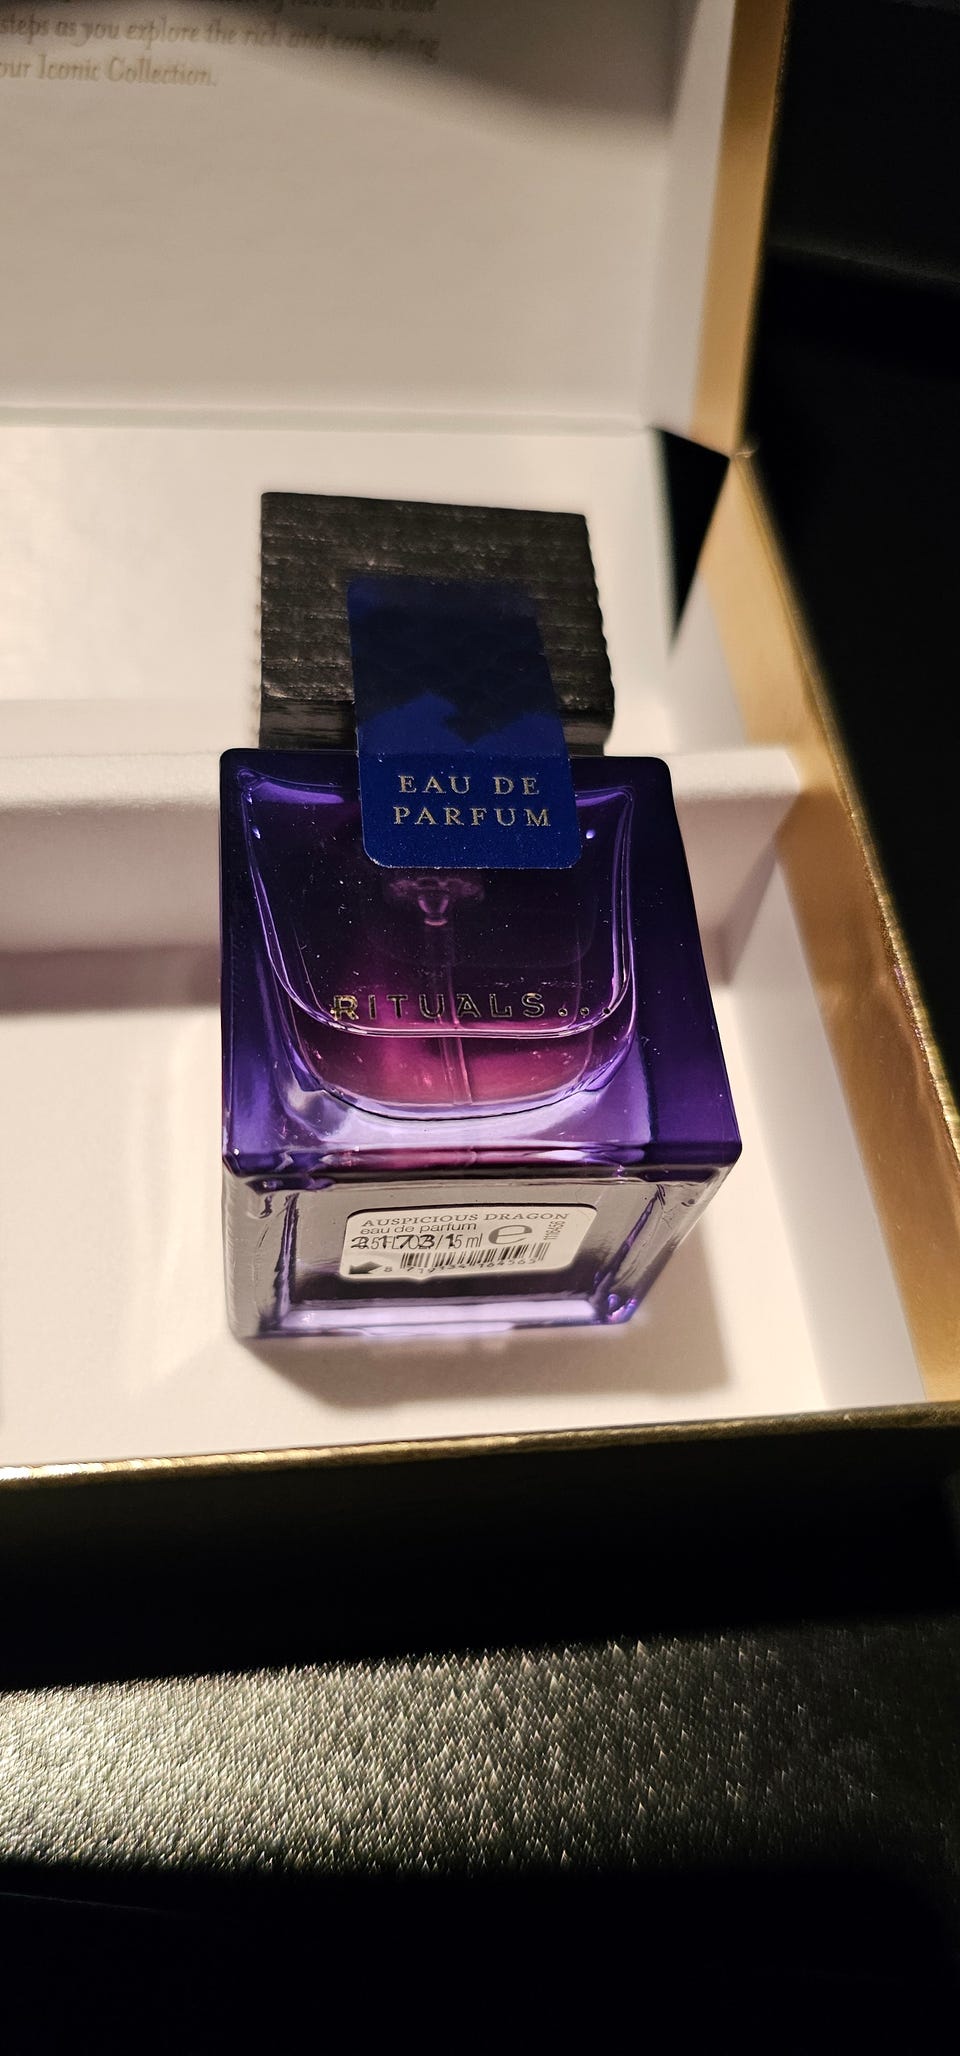 steps as you explore the rich and compelling
our Iconic Collection.
EAU DE
PARFUM
RITUALS...
AUSPICIOUS DRAGON
eau de parfum
15 ml e